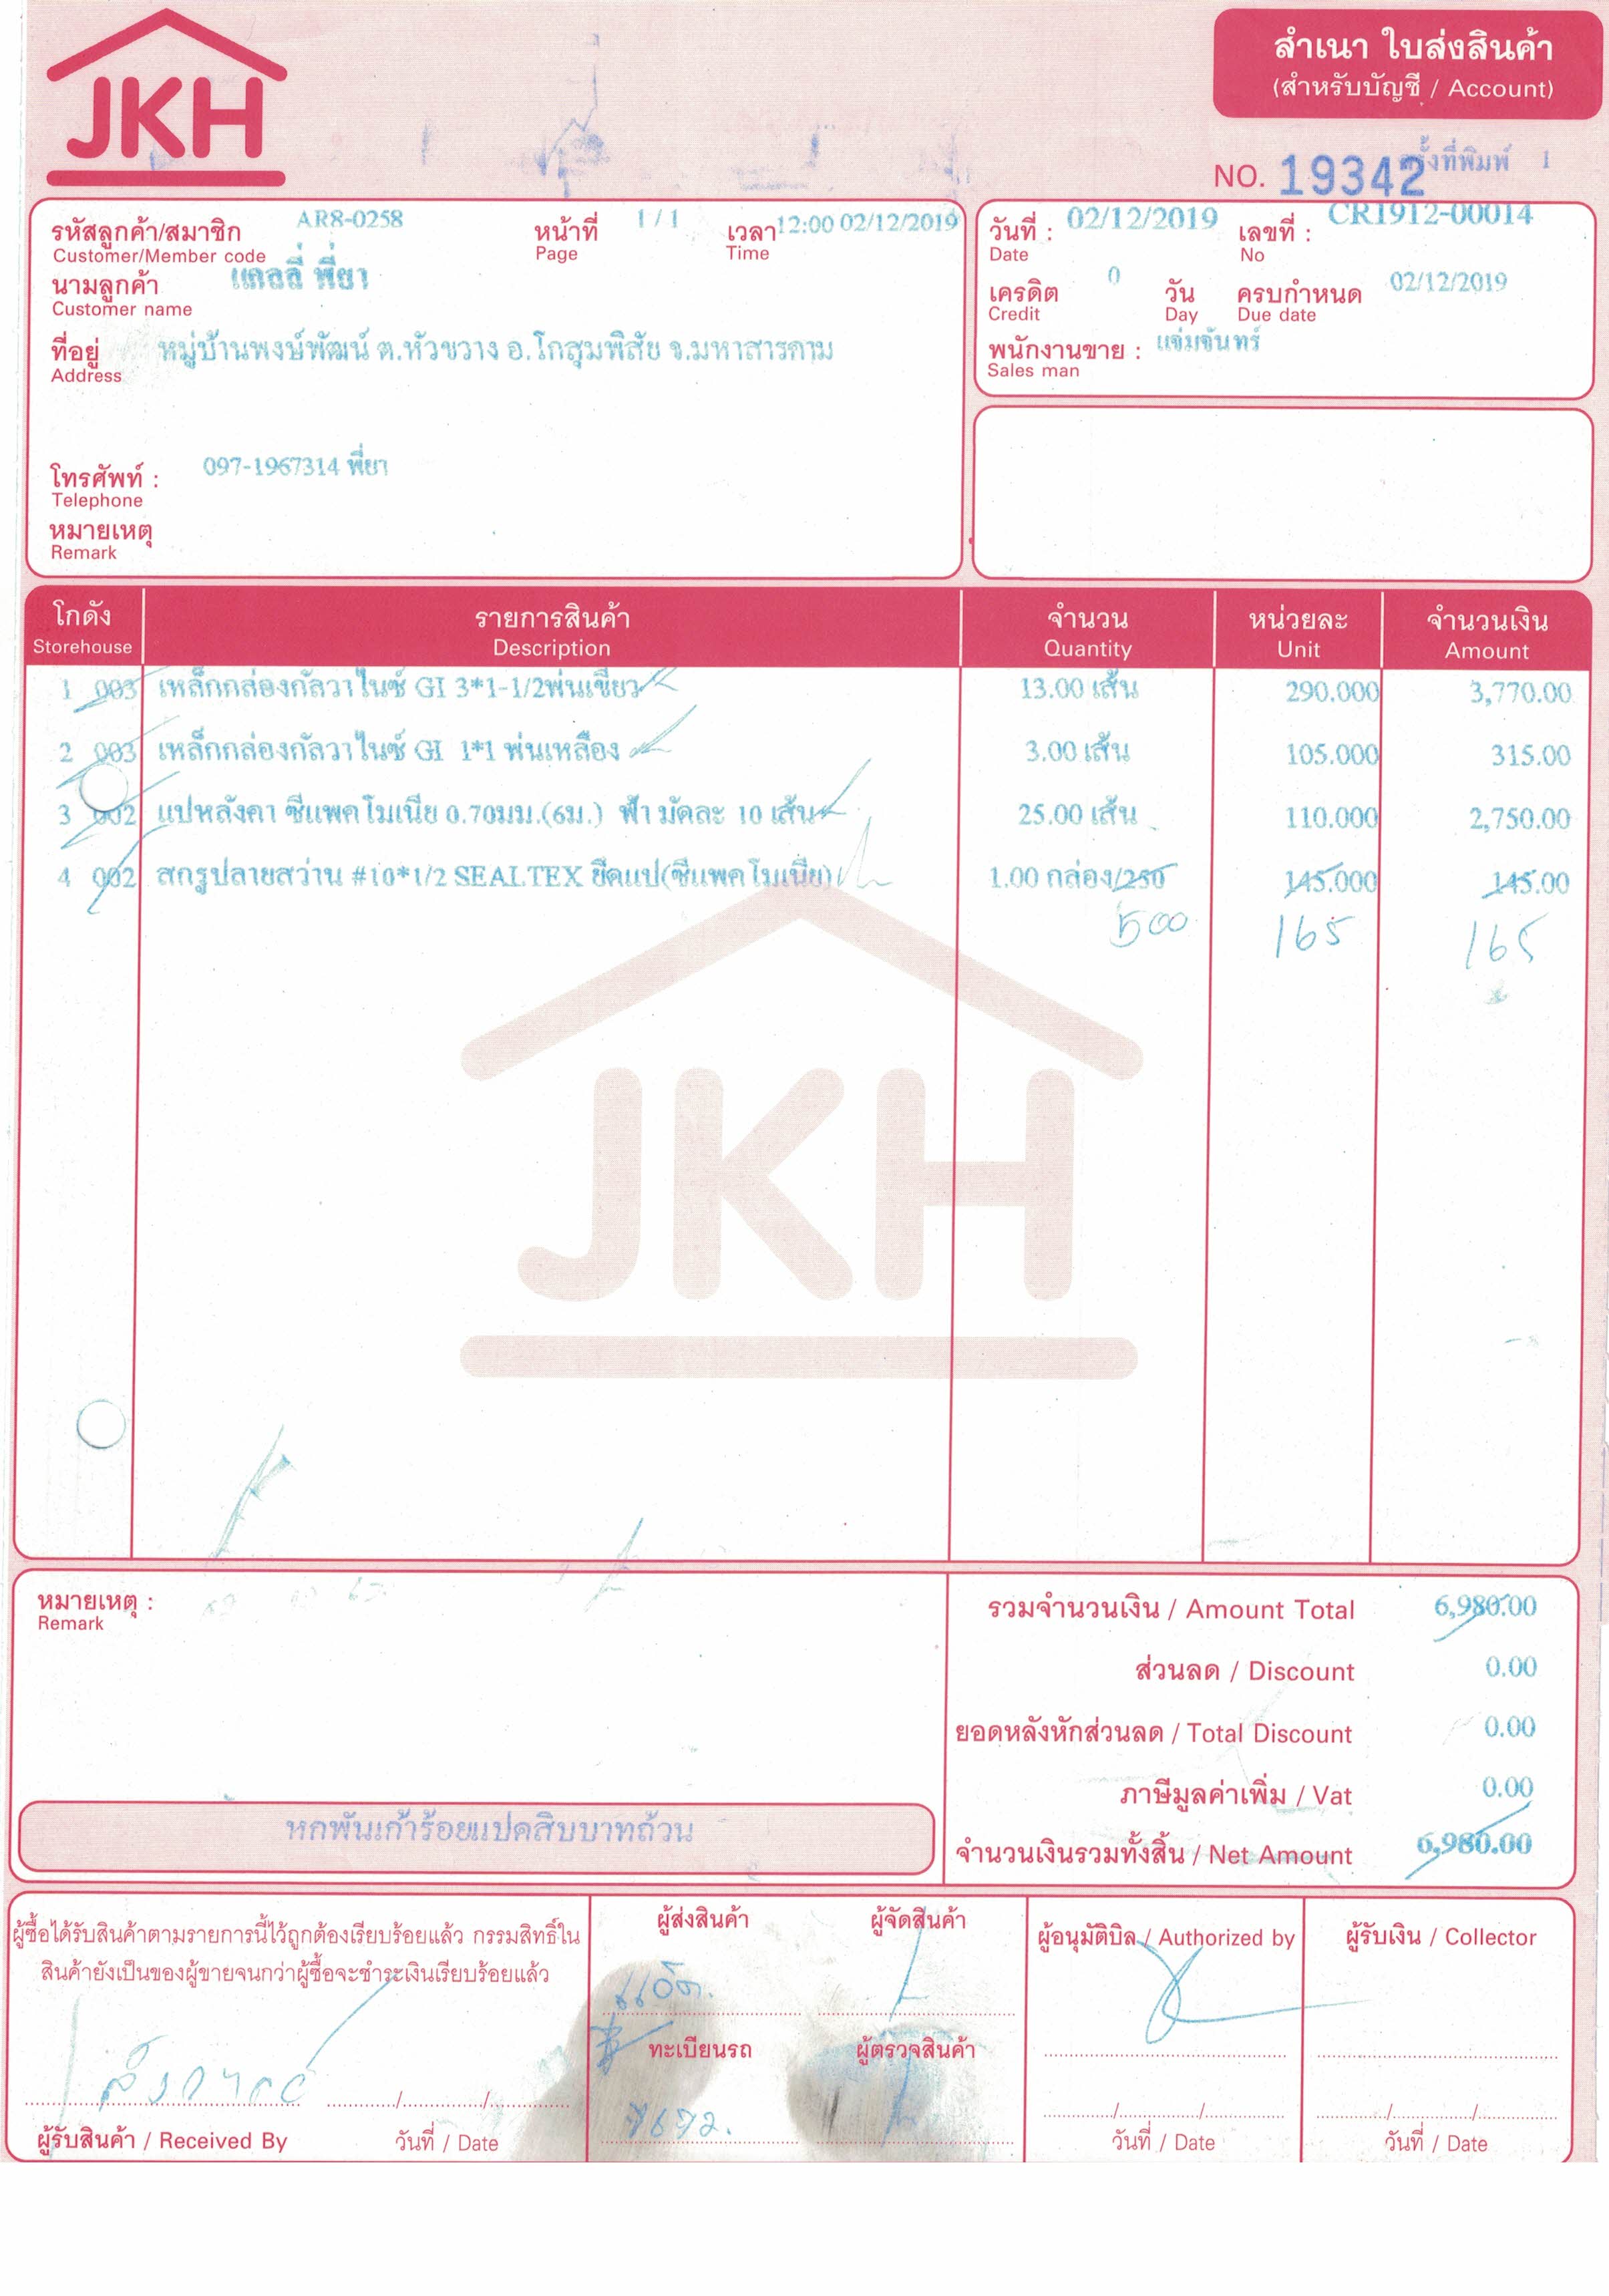 JKH
สำเนา ใบส่งสินค้า
(สำหรับบัญชี / Account)
NO. 19342 ครั้งที่พิมพ์ 1
รหัสลูกค้า/สมาชิก AR8-0258 หน้าที่ 1 / 1 เวลา 12:00 02/12/2019
Customer/Member code Page Time
นามลูกค้า แคลลี่ พี่ยา
Customer name
ที่อยู่ หมู่บ้านพงษ์พัฒน์ ต.หัวขวาง อ.โกสุมพิสัย จ.มหาสารคาม
Address
โทรศัพท์ : 097-1967314 พี่ยา
Telephone
หมายเหตุ
Remark
วันที่ : 02/12/2019 เลขที่ : CR1912-00014
Date No
เครดิต 0 วัน ครบกำหนด 02/12/2019
Credit Day Due date
พนักงานขาย : แจ่มจันทร์
Sales man
โกดัง รายการสินค้า จำนวน หน่วยละ จำนวนเงิน
Storehouse Description Quantity Unit Amount
1 003 เหล็กกล่องกัลวาไนซ์ GI 3*1-1/2พ่นเขียว 13.00 เส้น 290.000 3,770.00
2 003 เหล็กกล่องกัลวาไนซ์ GI 1*1 พ่นเหลือง 3.00 เส้น 105.000 315.00
3 002 แปหลังคา ซีแพคโมเนีย 0.70มม.(6ม.) ฟ้า มัดละ 10 เส้น 25.00 เส้น 110.000 2,750.00
4 002 สกรูปลายสว่าน #10*1/2 SEALTEX ยึดแป(ซีแพคโมเนีย) 1.00 กล่อง/250 145.000 145.00
500 165 165
JKH
หมายเหตุ :
Remark
รวมจำนวนเงิน / Amount Total 6,980.00
ส่วนลด / Discount 0.00
ยอดหลังหักส่วนลด / Total Discount 0.00
ภาษีมูลค่าเพิ่ม / Vat 0.00
หกพันเก้าร้อยแปดสิบบาทถ้วน
จำนวนเงินรวมทั้งสิ้น / Net Amount 6,980.00
ผู้ซื้อได้รับสินค้าตามรายการนี้ไว้ถูกต้องเรียบร้อยแล้ว กรรมสิทธิ์ใน
สินค้ายังเป็นของผู้ขายจนกว่าผู้ซื้อจะชำระเงินเรียบร้อยแล้ว
...../...../.....
ผู้รับสินค้า / Received By วันที่ / Date
ผู้ส่งสินค้า ผู้จัดสินค้า
ทะเบียนรถ ผู้ตรวจสินค้า
ผู้อนุมัติบิล / Authorized by
...../...../.....
วันที่ / Date
ผู้รับเงิน / Collector
...../...../.....
วันที่ / Date